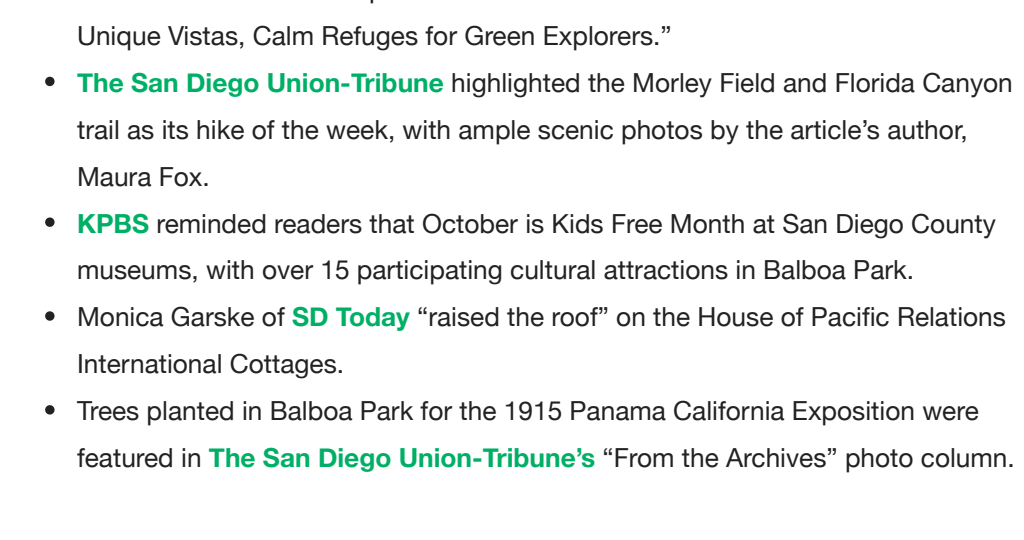 Unique Vistas, Calm Refuges for Green Explorers.”
• The San Diego Union-Tribune highlighted the Morley Field and Florida Canyon
trail as its hike of the week, with ample scenic photos by the article’s author,
Maura Fox.
• KPBS reminded readers that October is Kids Free Month at San Diego County
museums, with over 15 participating cultural attractions in Balboa Park.
• Monica Garske of SD Today “raised the roof” on the House of Pacific Relations
International Cottages.
• Trees planted in Balboa Park for the 1915 Panama California Exposition were
featured in The San Diego Union-Tribune’s “From the Archives” photo column.